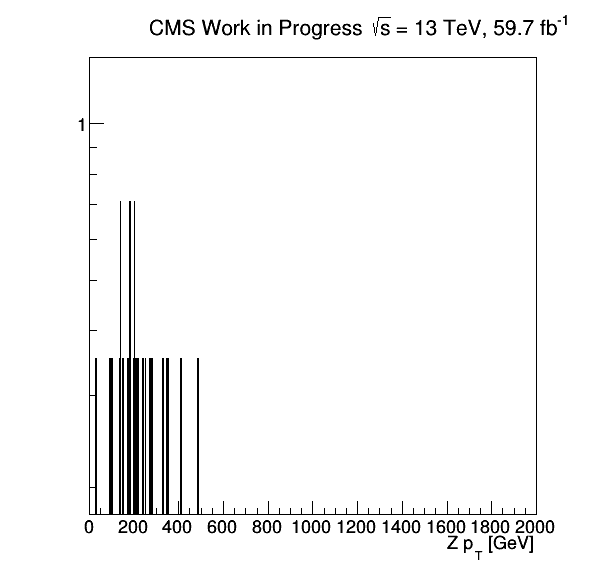 CMS Work in Progress √s = 13 TeV, 59.7 fb⁻¹
1
0 200 400 600 800 1000 1200 1400 1600 1800 2000
Z p_T [GeV]